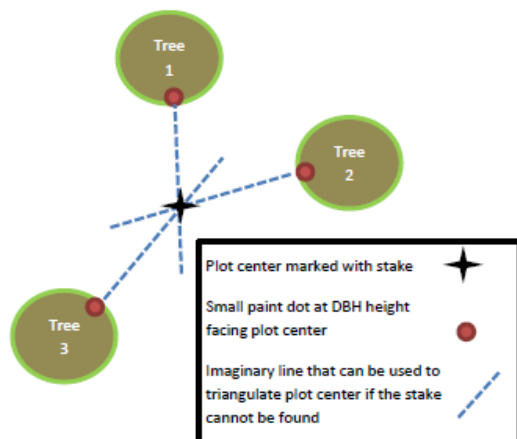 Tree
1
Tree
2
Tree
3
Plot center marked with stake
Small paint dot at DBH height
facing plot center
Imaginary line that can be used to
triangulate plot center if the stake
cannot be found